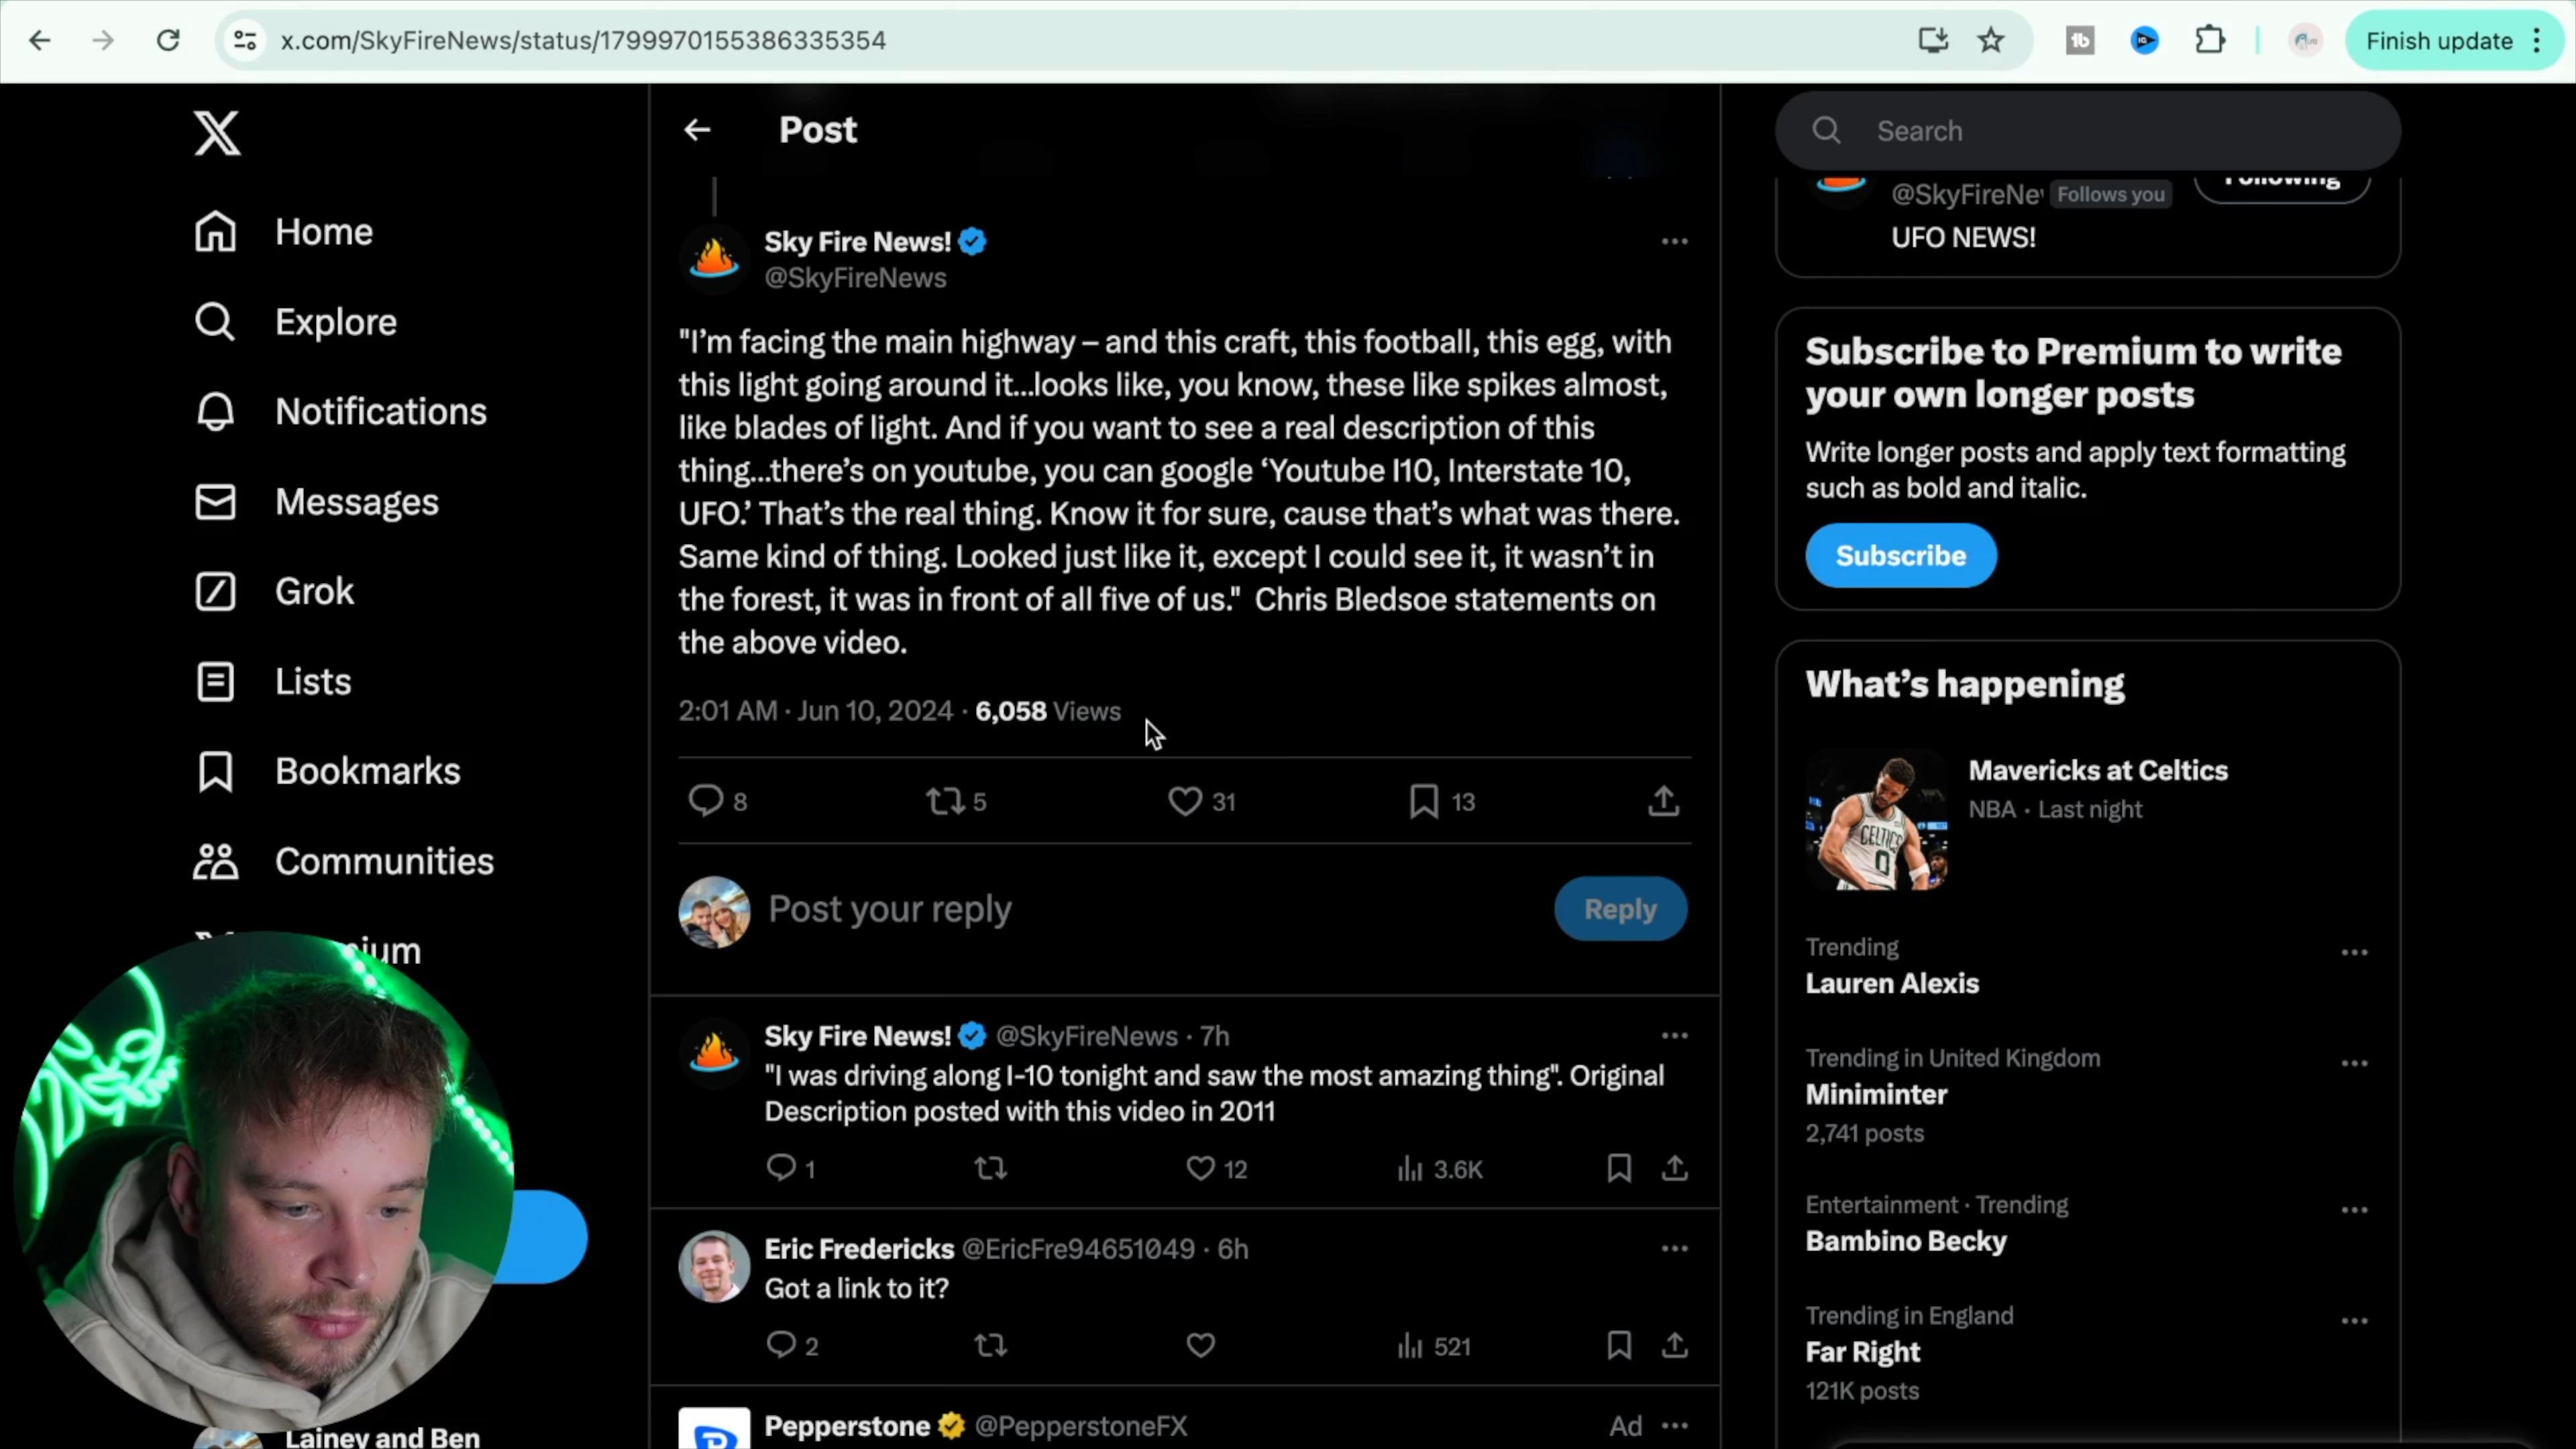 x.com/SkyFireNews/status/1799970155386335354
Finish update
Post
Search
Home
Explore
Notifications
Messages
Grok
Lists
Bookmarks
Communities
Lainey and Ben
Sky Fire News!
@SkyFireNews
"I'm facing the main highway – and this craft, this football, this egg, with
this light going around it...looks like, you know, these like spikes almost,
like blades of light. And if you want to see a real description of this
thing...there's on youtube, you can google ‘Youtube I10, Interstate 10,
UFO.’ That's the real thing. Know it for sure, cause that's what was there.
Same kind of thing. Looked just like it, except I could see it, it wasn't in
the forest, it was in front of all five of us."  Chris Bledsoe statements on
the above video.
2:01 AM · Jun 10, 2024 · 6,058 Views
8 5 31 13
Post your reply
Reply
Sky Fire News! @SkyFireNews · 7h
"I was driving along I-10 tonight and saw the most amazing thing". Original
Description posted with this video in 2011
1 12 3.6K
Eric Fredericks @EricFre94651049 · 6h
Got a link to it?
2 521
Pepperstone @PepperstoneFX Ad
@SkyFireNe Follows you Following
UFO NEWS!
Subscribe to Premium to write
your own longer posts
Write longer posts and apply text formatting
such as bold and italic.
Subscribe
What's happening
Mavericks at Celtics
NBA · Last night
CELTICS
0
Trending
Lauren Alexis
Trending in United Kingdom
Miniminter
2,741 posts
Entertainment · Trending
Bambino Becky
Trending in England
Far Right
121K posts